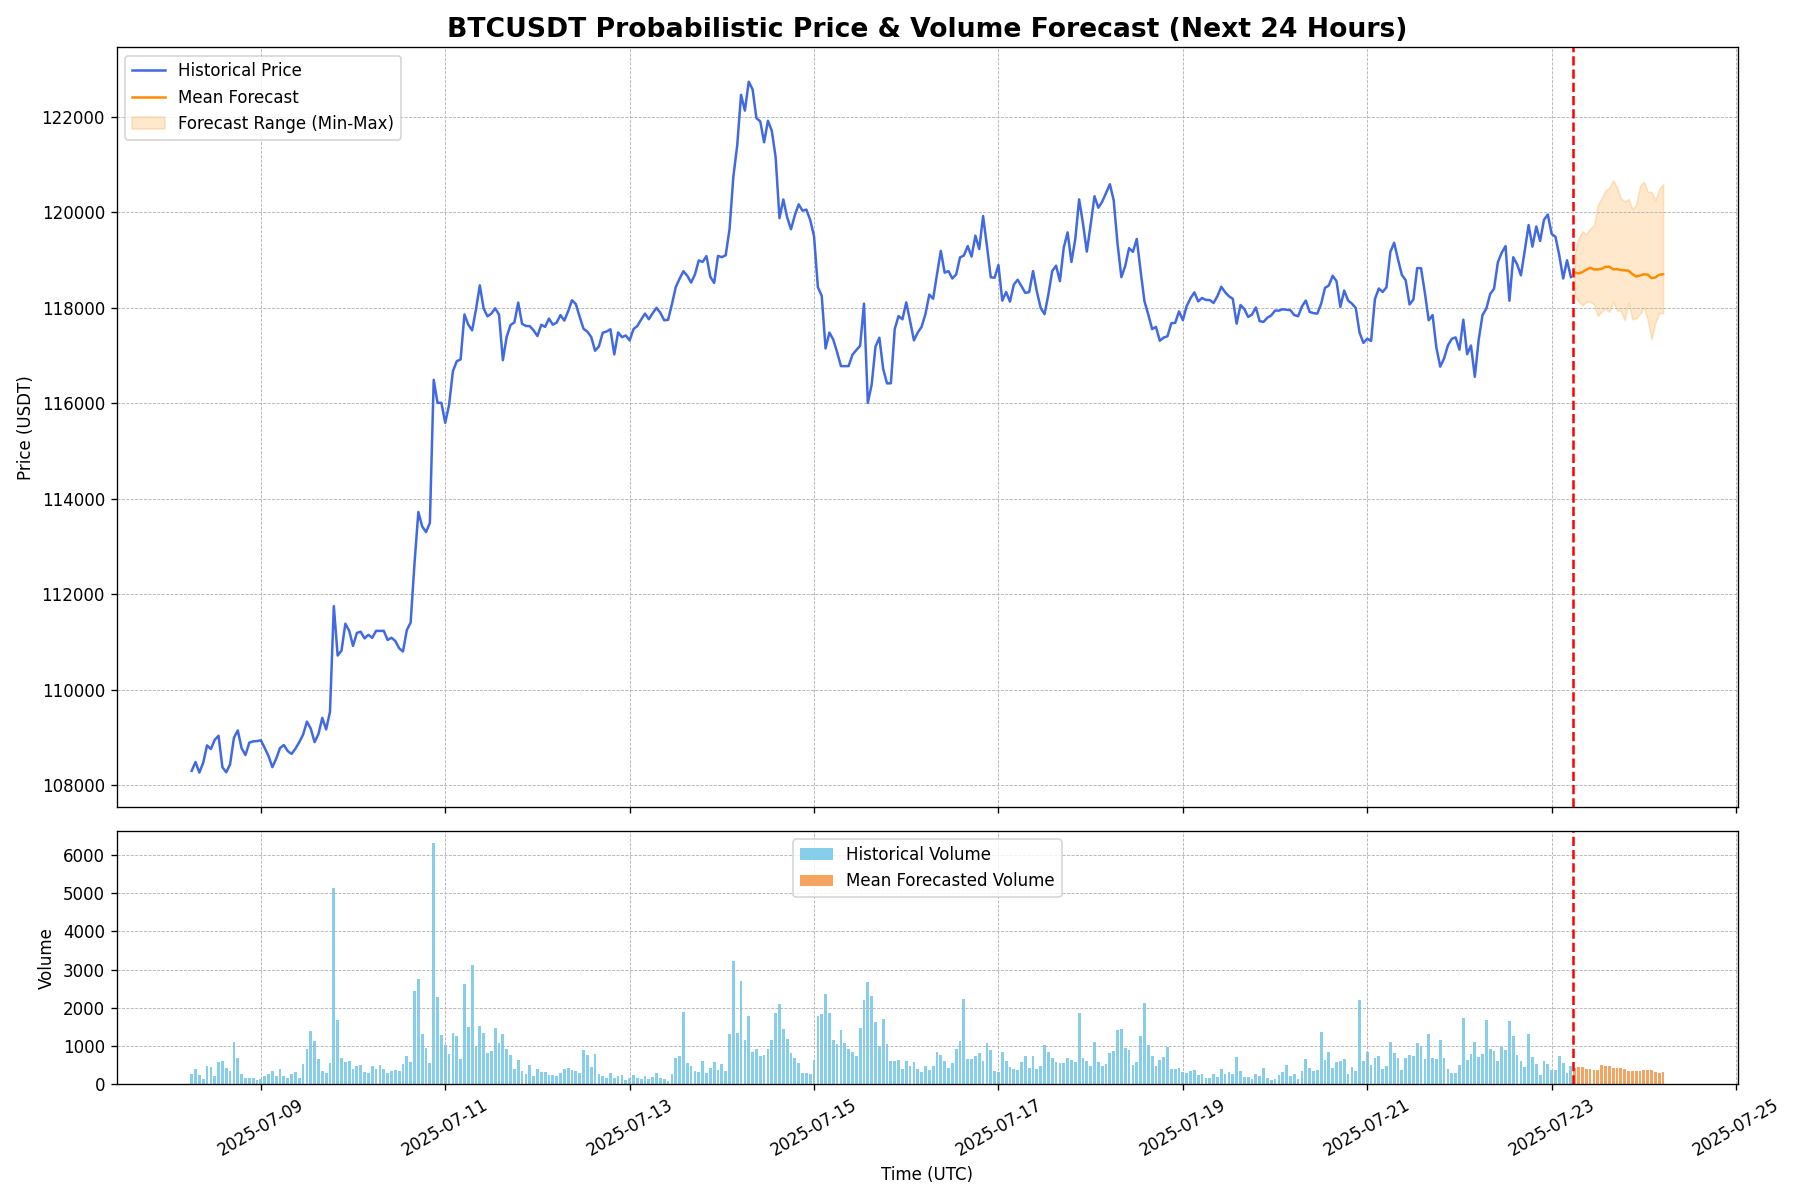 BTCUSDT Probabilistic Price & Volume Forecast (Next 24 Hours)
Historical Price
Mean Forecast
Forecast Range (Min-Max)
Price (USDT)
122000
120000
118000
116000
114000
112000
110000
108000
Historical Volume
Mean Forecasted Volume
Volume
6000
5000
4000
3000
2000
1000
0
2025-07-09
2025-07-11
2025-07-13
2025-07-15
2025-07-17
2025-07-19
2025-07-21
2025-07-23
2025-07-25
Time (UTC)